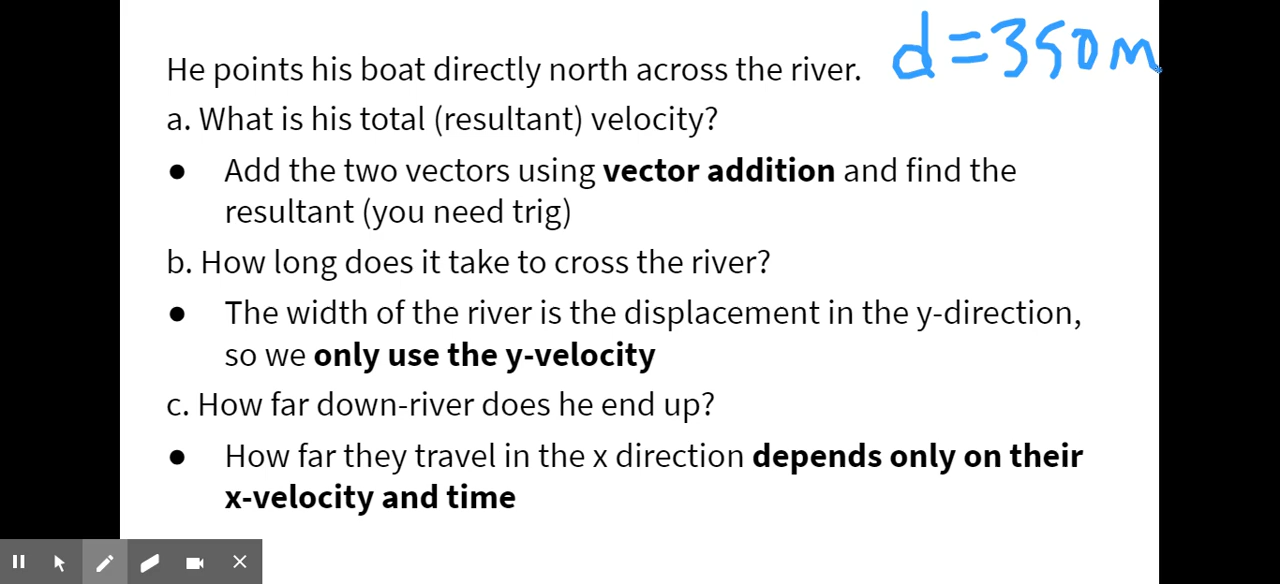 He points his boat directly north across the river. d=350m
a. What is his total (resultant) velocity?
● Add the two vectors using vector addition and find the
resultant (you need trig)
b. How long does it take to cross the river?
● The width of the river is the displacement in the y-direction,
so we only use the y-velocity
c. How far down-river does he end up?
● How far they travel in the x direction depends only on their
x-velocity and time